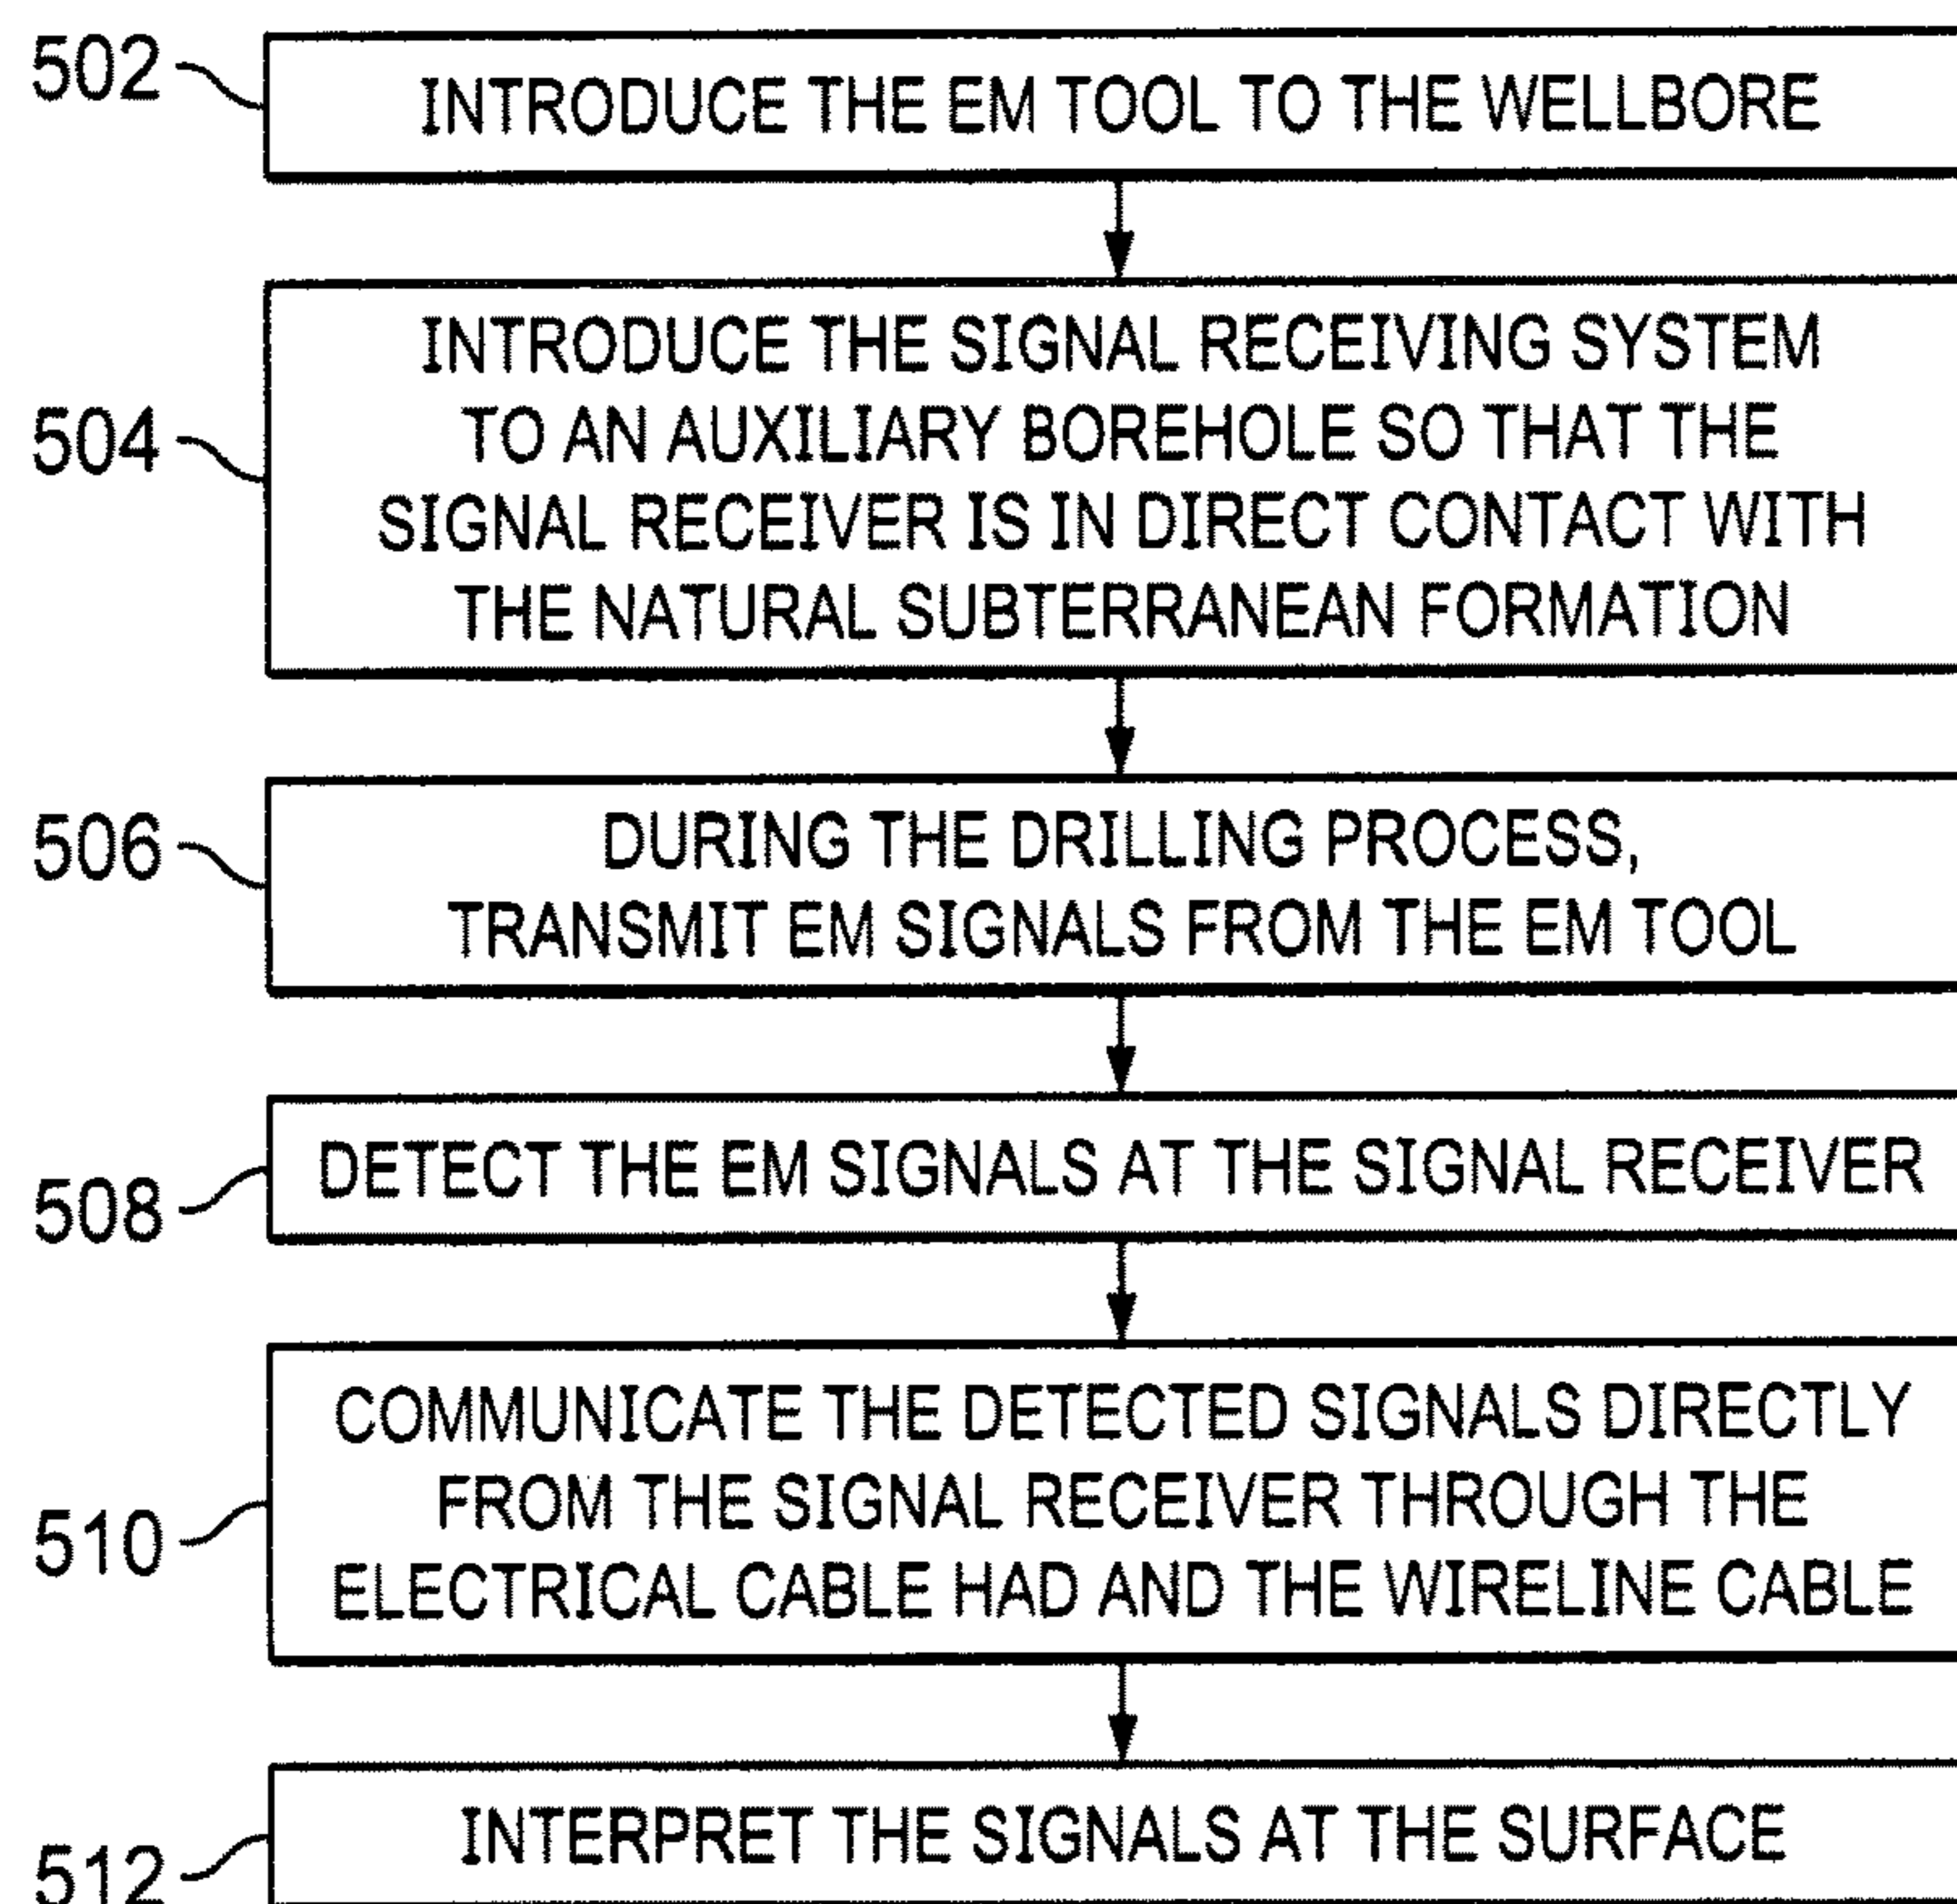 502
INTRODUCE THE EM TOOL TO THE WELLBORE
504
INTRODUCE THE SIGNAL RECEIVING SYSTEM
TO AN AUXILIARY BOREHOLE SO THAT THE
SIGNAL RECEIVER IS IN DIRECT CONTACT WITH
THE NATURAL SUBTERRANEAN FORMATION
506
DURING THE DRILLING PROCESS,
TRANSMIT EM SIGNALS FROM THE EM TOOL
508
DETECT THE EM SIGNALS AT THE SIGNAL RECEIVER
510
COMMUNICATE THE DETECTED SIGNALS DIRECTLY
FROM THE SIGNAL RECEIVER THROUGH THE
ELECTRICAL CABLE HAD AND THE WIRELINE CABLE
512
INTERPRET THE SIGNALS AT THE SURFACE